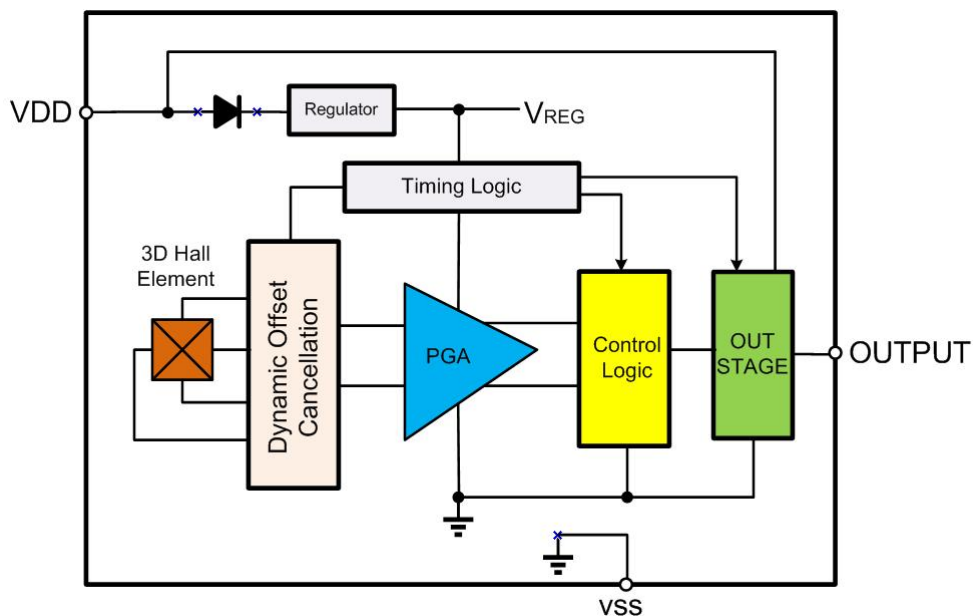 VDD
Regulator
VREG
Timing Logic
3D Hall
Element
Dynamic Offset
Cancellation
PGA
Control
Logic
OUT
STAGE
OUTPUT
VSS